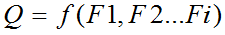 Q = f(F1, F2...Fi)